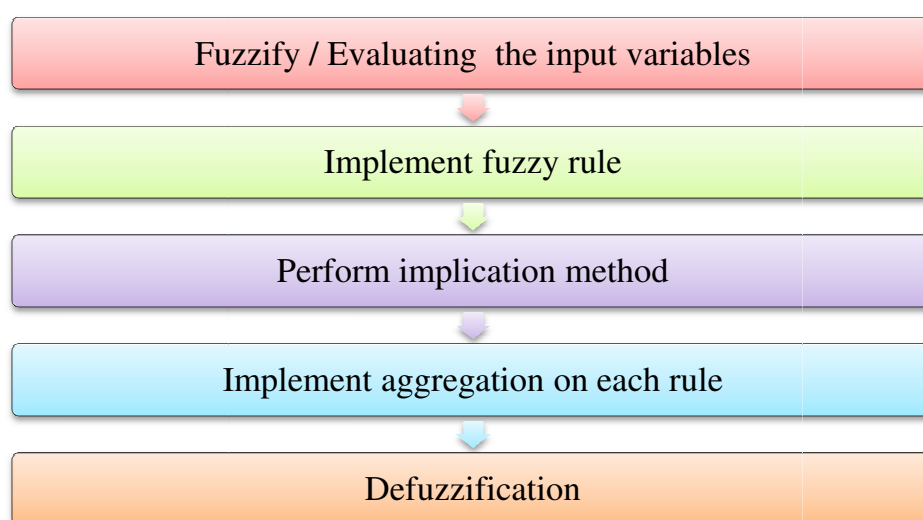 Fuzzify / Evaluating the input variables
Implement fuzzy rule
Perform implication method
Implement aggregation on each rule
Defuzzification